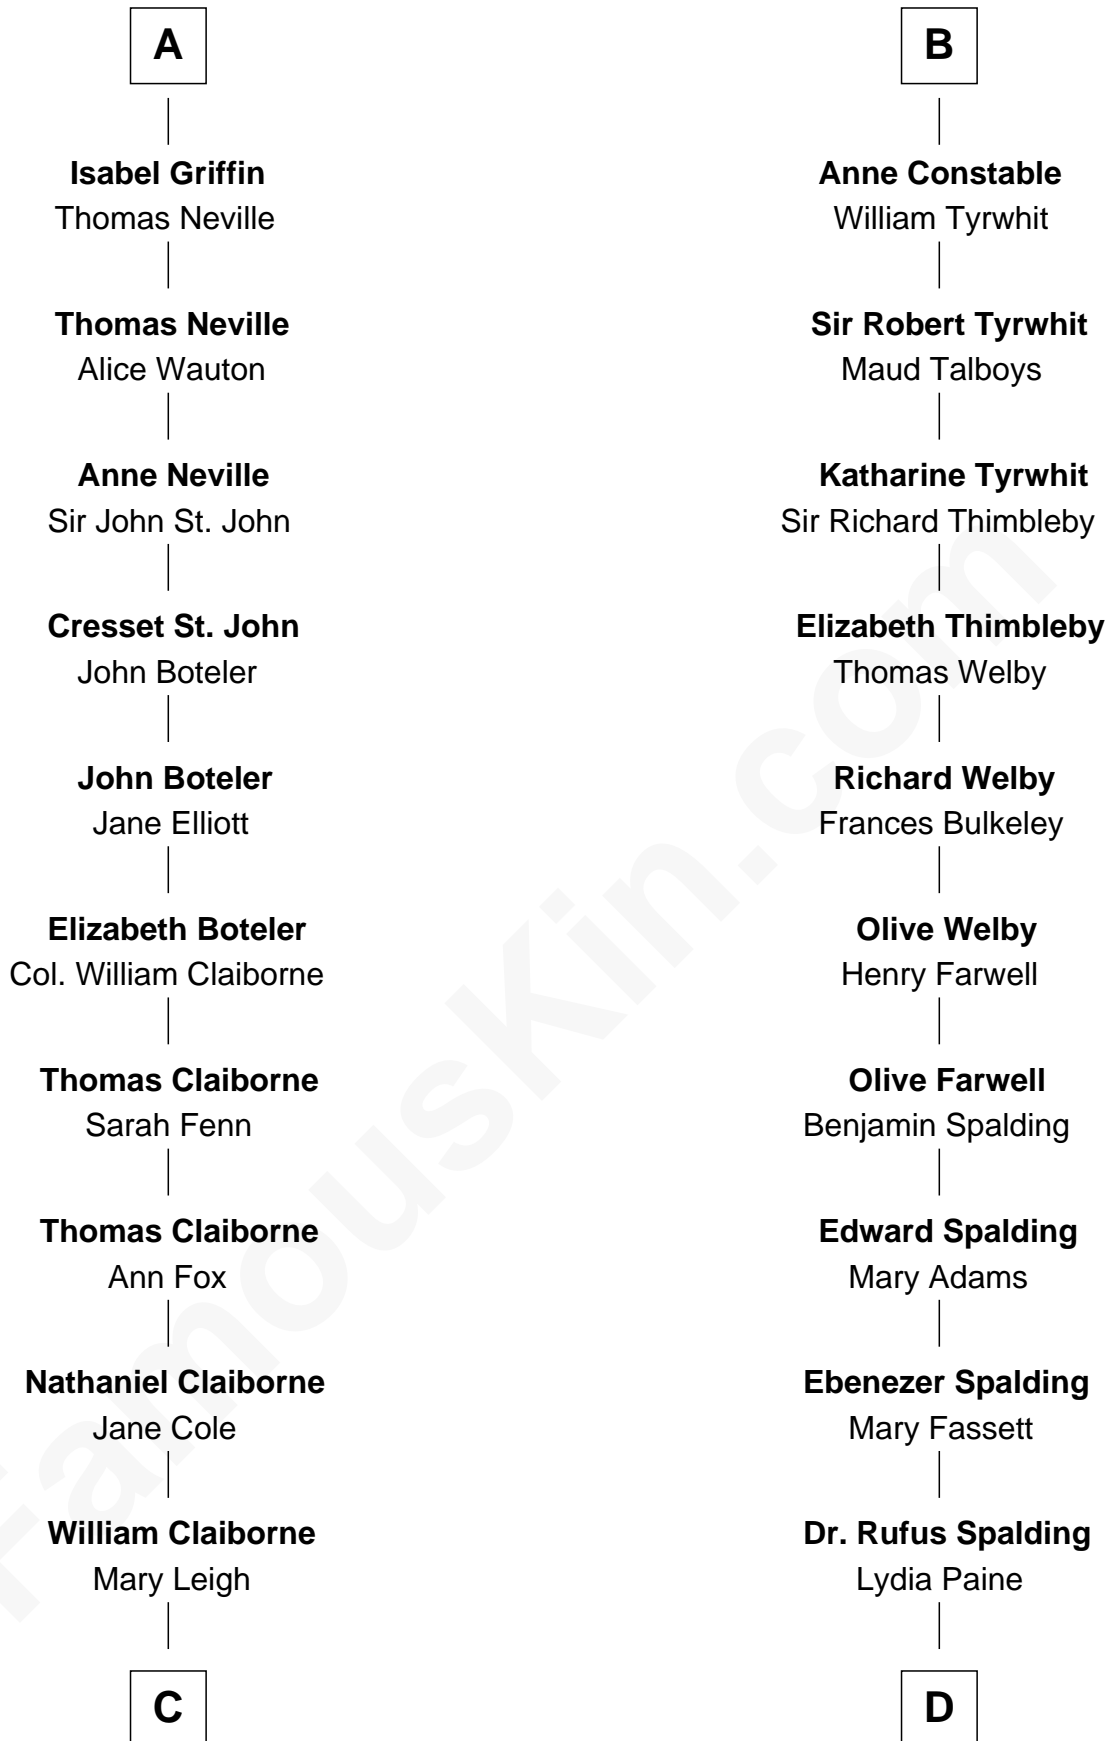 A
Isabel Griffin
Thomas Neville
Thomas Neville
Alice Wauton
Anne Neville
Sir John St. John
Cresset St. John
John Boteler
John Boteler
Jane Elliott
Elizabeth Boteler
Col. William Claiborne
Thomas Claiborne
Sarah Fenn
Thomas Claiborne
Ann Fox
Nathaniel Claiborne
Jane Cole
William Claiborne
Mary Leigh
C
B
Anne Constable
William Tyrwhit
Sir Robert Tyrwhit
Maud Talboys
Katharine Tyrwhit
Sir Richard Thimbleby
Elizabeth Thimbleby
Thomas Welby
Richard Welby
Frances Bulkeley
Olive Welby
Henry Farwell
Olive Farwell
Benjamin Spalding
Edward Spalding
Mary Adams
Ebenezer Spalding
Mary Fassett
Dr. Rufus Spalding
Lydia Paine
D
FamousKin.com